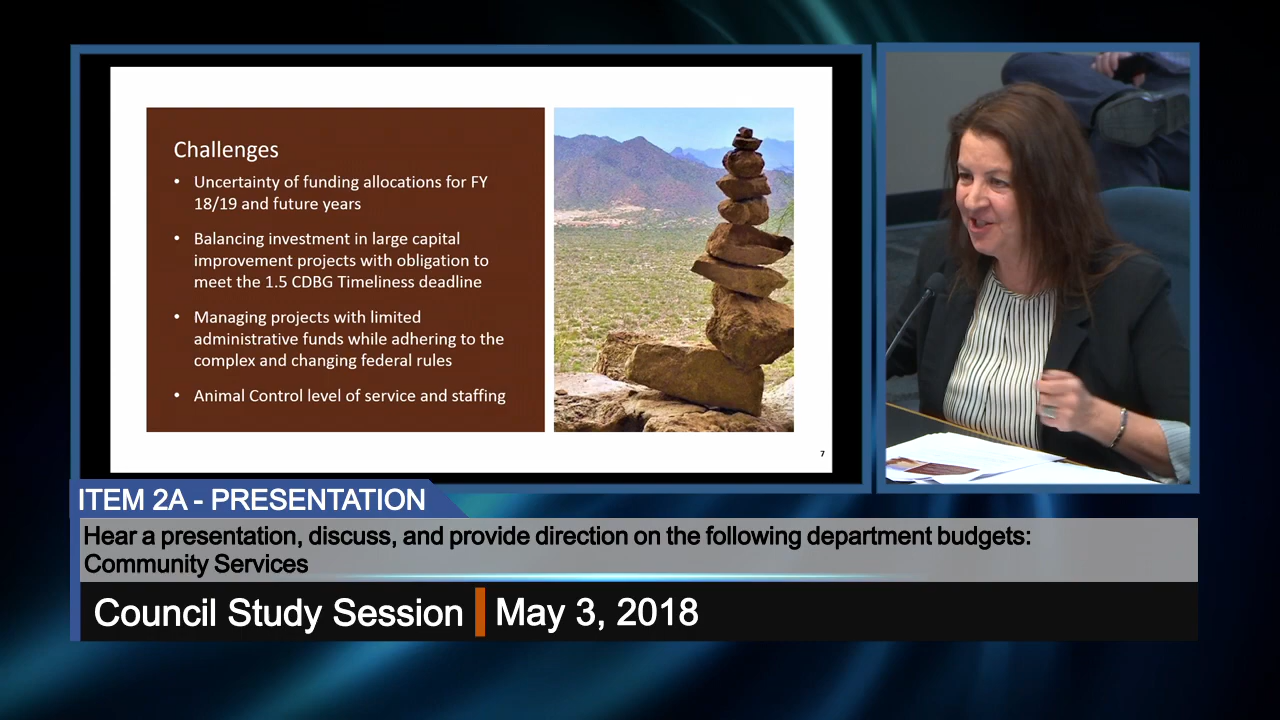 Challenges
• Uncertainty of funding allocations for FY
18/19 and future years
• Balancing investment in large capital
improvement projects with obligation to
meet the 1.5 CDBG Timeliness deadline
• Managing projects with limited
administrative funds while adhering to the
complex and changing federal rules
• Animal Control level of service and staffing
7
ITEM 2A - PRESENTATION
Hear a presentation, discuss, and provide direction on the following department budgets:
Community Services
Council Study Session | May 3, 2018